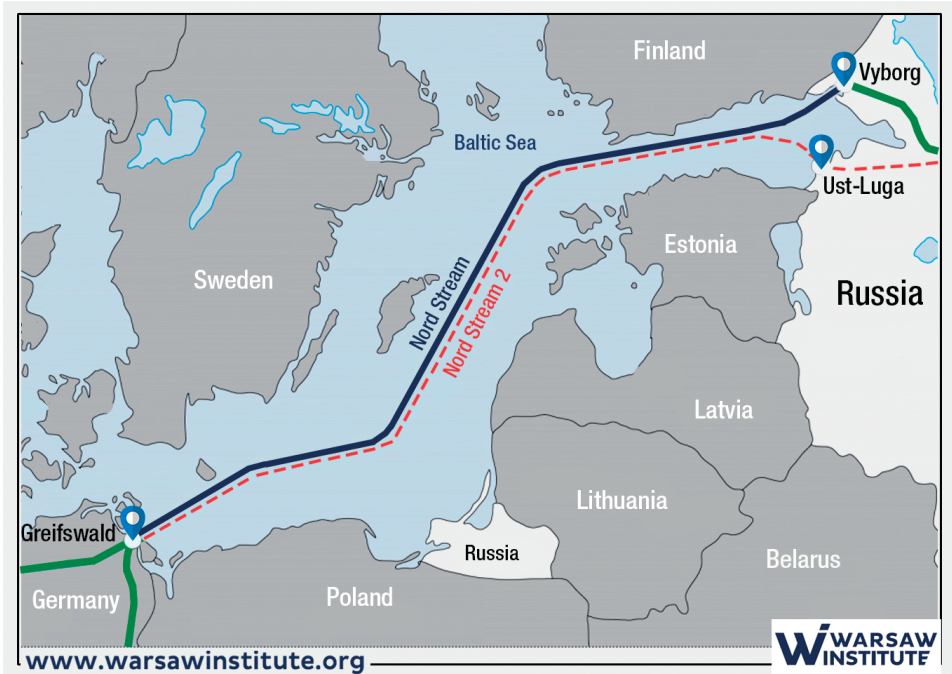 Finland
Vyborg
Baltic Sea
Ust-Luga
Estonia
Sweden
Russia
Nord Stream
Nord Stream 2
Latvia
Lithuania
Greifswald
Russia
Belarus
Germany
Poland
WARSAW
INSTITUTE
www.warsawinstitute.org